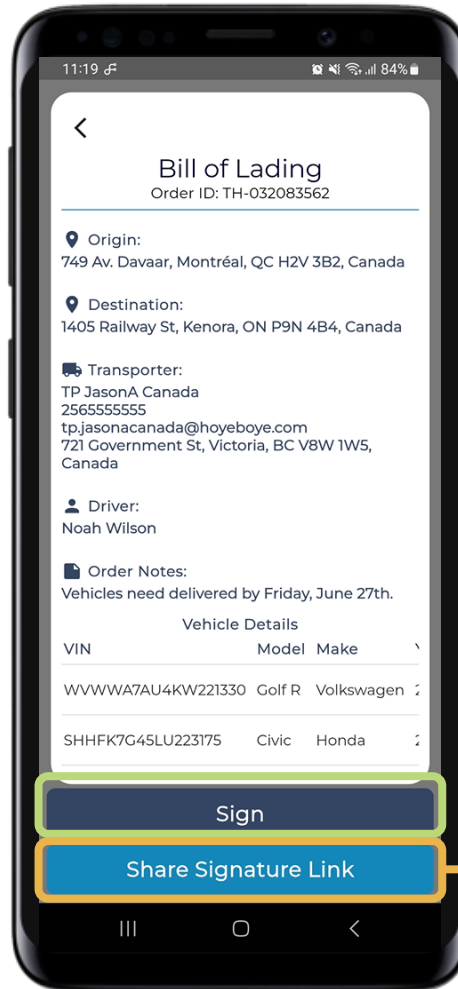 11:19
84%
Bill of Lading
Order ID: TH-032083562
Origin:
749 Av. Davaar, Montréal, QC H2V 3B2, Canada
Destination:
1405 Railway St, Kenora, ON P9N 4B4, Canada
Transporter:
TP JasonA Canada
2565555555
tp.jasonacanada@hoyeboye.com
721 Government St, Victoria, BC V8W 1W5,
Canada
Driver:
Noah Wilson
Order Notes:
Vehicles need delivered by Friday, June 27th.
Vehicle Details
VIN Model Make
WVWWA7AU4KW221330 Golf R Volkswagen
SHHFK7G45LU223175 Civic Honda
Sign
Share Signature Link